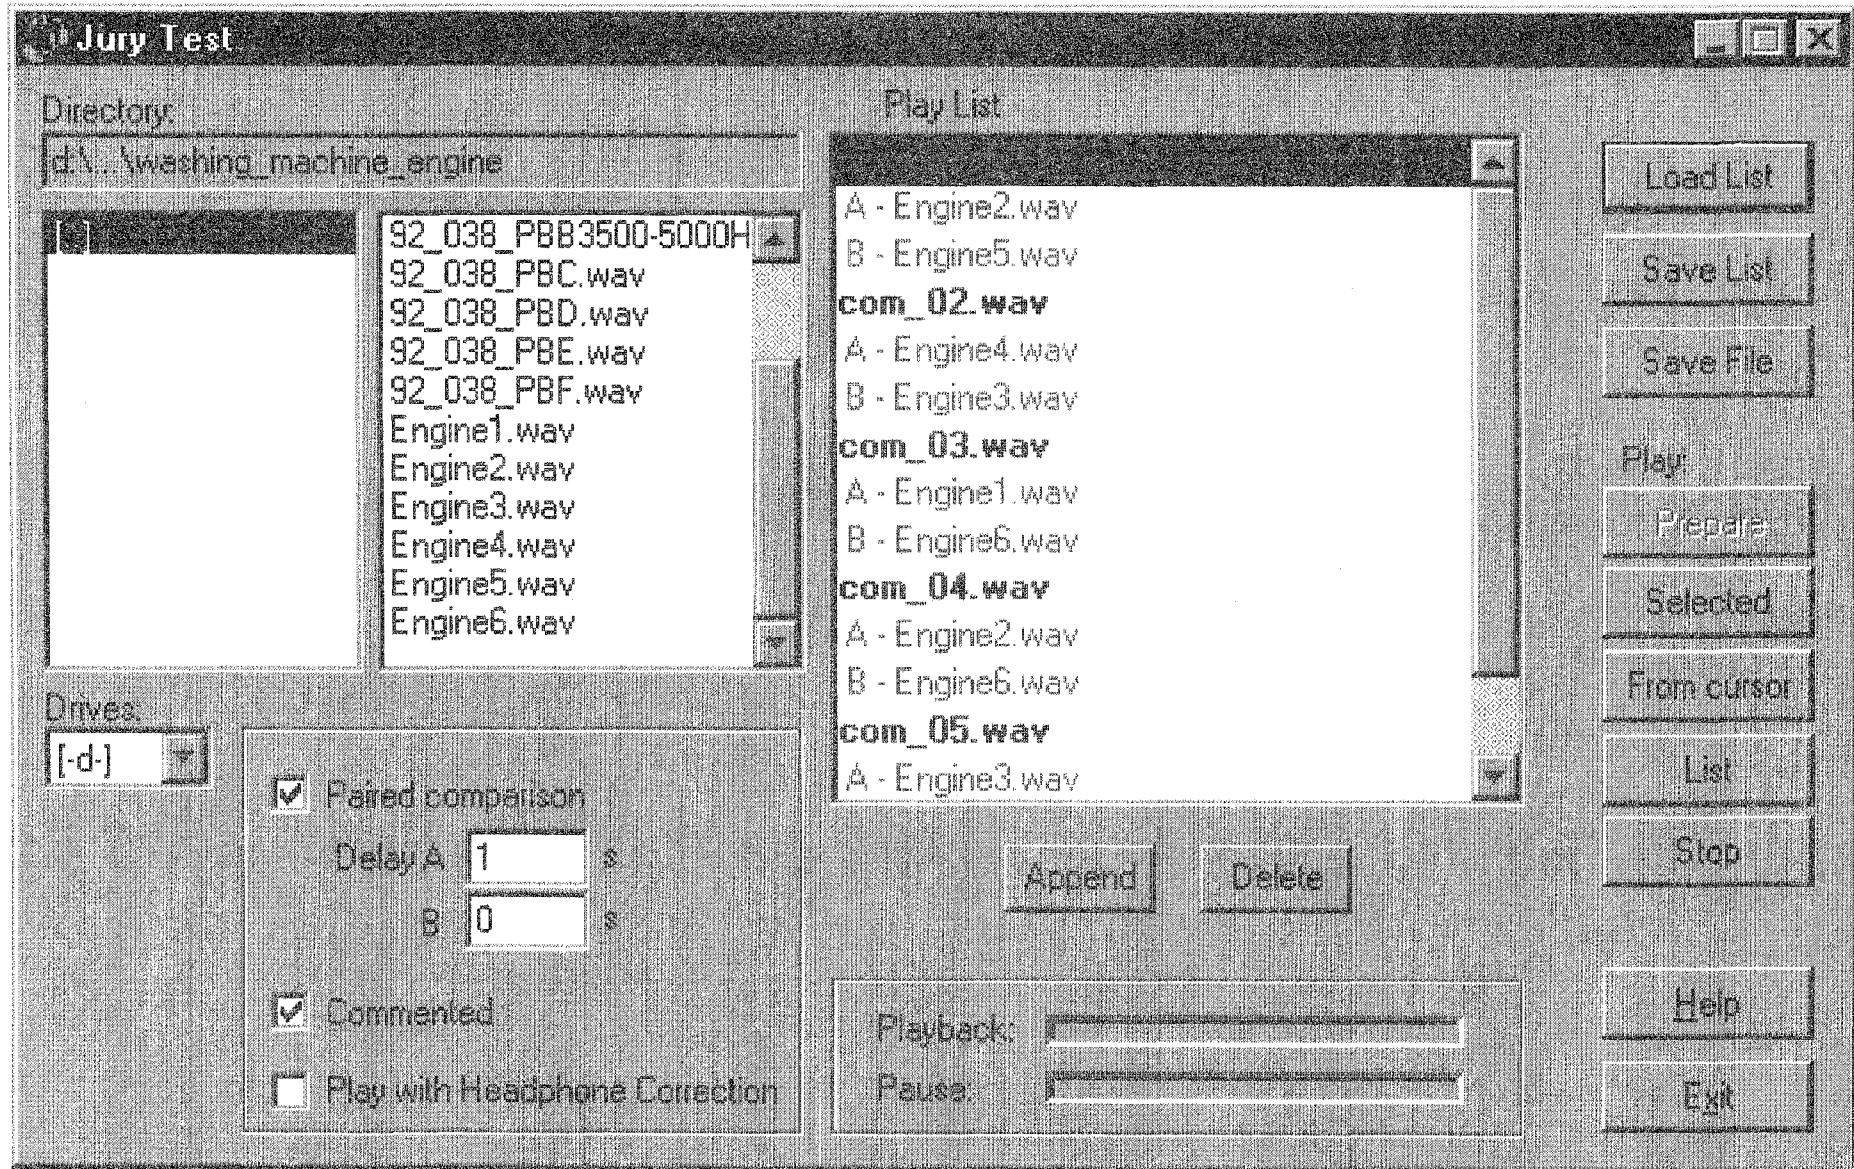 Jury Test
Directory:
d:\...\washing_machine_engine
[..]
92_038_PBB3500-5000H
92_038_PBC.wav
92_038_PBD.wav
92_038_PBE.wav
92_038_PBF.wav
Engine1.wav
Engine2.wav
Engine3.wav
Engine4.wav
Engine5.wav
Engine6.wav
Drives:
[-d-]
Paired comparison
Delay A 1 s
B 0 s
Commented
Play with Headphone Correction
Play List
A - Engine2.wav
B - Engine5.wav
com_02.wav
A - Engine4.wav
B - Engine3.wav
com_03.wav
A - Engine1.wav
B - Engine6.wav
com_04.wav
A - Engine2.wav
B - Engine6.wav
com_05.wav
A - Engine3.wav
Append
Delete
Playback:
Pause:
Load List
Save List
Save File
Play:
Prepare
Selected
From cursor
List
Stop
Help
Exit